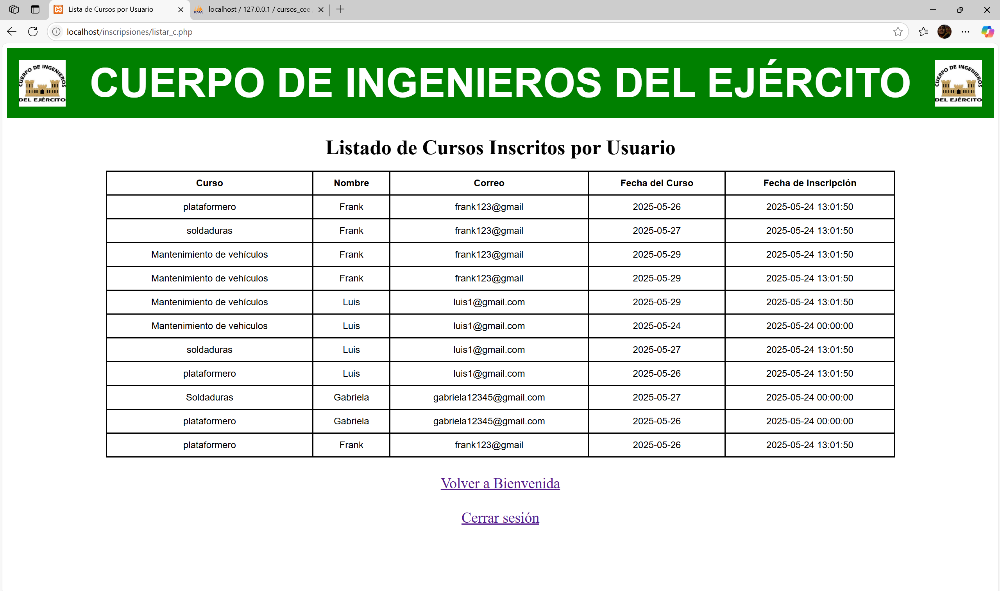 Lista de Cursos por Usuario
localhost / 127.0.0.1 / cursos_cee
localhost/inscripsiones/listar_c.php
CUERPO DE INGENIEROS
DEL EJÉRCITO
CUERPO DE INGENIEROS DEL EJÉRCITO
CUERPO DE INGENIEROS
DEL EJÉRCITO
Listado de Cursos Inscritos por Usuario
Curso Nombre Correo Fecha del Curso Fecha de Inscripción
plataformero Frank frank123@gmail 2025-05-26 2025-05-24 13:01:50
soldaduras Frank frank123@gmail 2025-05-27 2025-05-24 13:01:50
Mantenimiento de vehículos Frank frank123@gmail 2025-05-29 2025-05-24 13:01:50
Mantenimiento de vehículos Frank frank123@gmail 2025-05-29 2025-05-24 13:01:50
Mantenimiento de vehículos Luis luis1@gmail.com 2025-05-29 2025-05-24 13:01:50
Mantenimiento de vehiculos Luis luis1@gmail.com 2025-05-24 2025-05-24 00:00:00
soldaduras Luis luis1@gmail.com 2025-05-27 2025-05-24 13:01:50
plataformero Luis luis1@gmail.com 2025-05-26 2025-05-24 13:01:50
Soldaduras Gabriela gabriela12345@gmail.com 2025-05-27 2025-05-24 00:00:00
plataformero Gabriela gabriela12345@gmail.com 2025-05-26 2025-05-24 00:00:00
plataformero Frank frank123@gmail 2025-05-26 2025-05-24 13:01:50
Volver a Bienvenida
Cerrar sesión